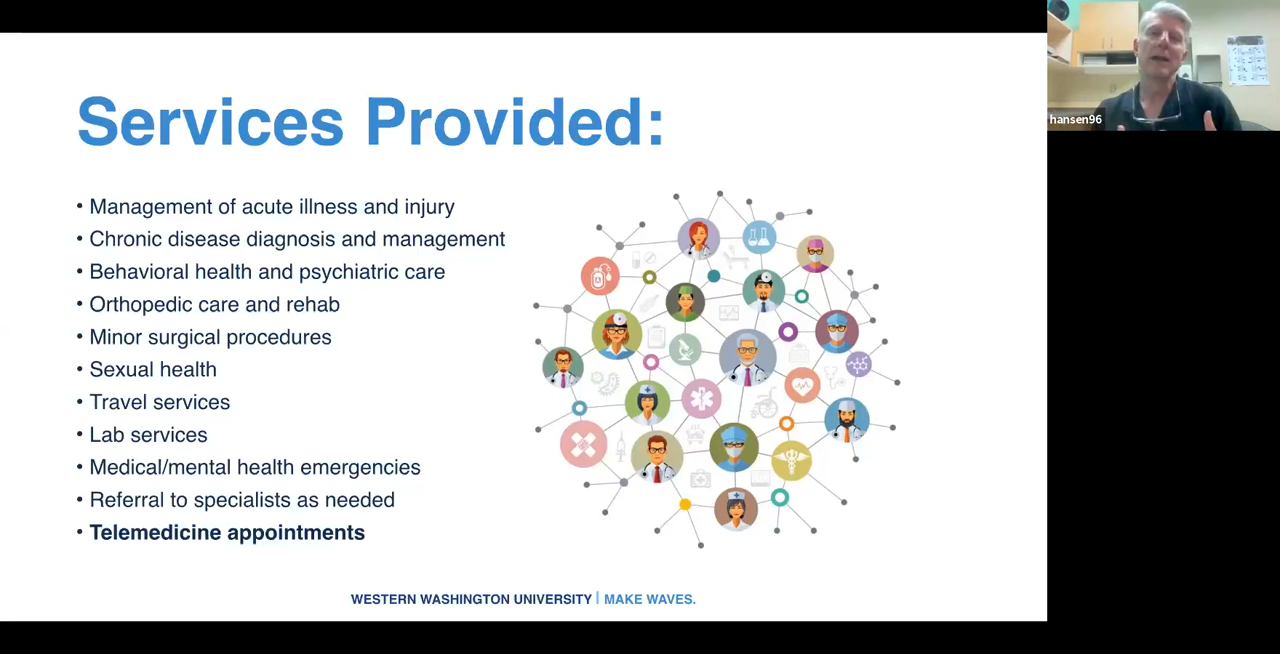 Services Provided:
• Management of acute illness and injury
• Chronic disease diagnosis and management
• Behavioral health and psychiatric care
• Orthopedic care and rehab
• Minor surgical procedures
• Sexual health
• Travel services
• Lab services
• Medical/mental health emergencies
• Referral to specialists as needed
• Telemedicine appointments
WESTERN WASHINGTON UNIVERSITY | MAKE WAVES.
hansen96